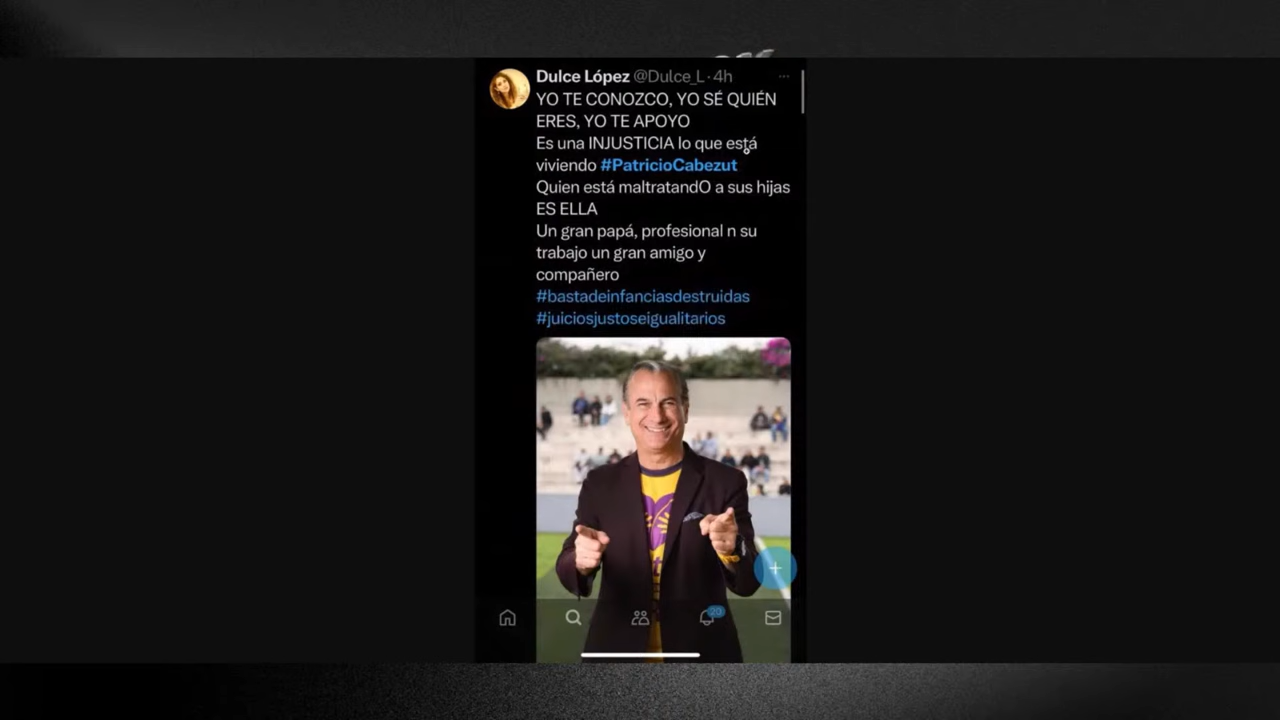 Dulce López @Dulce_L · 4h
YO TE CONOZCO, YO SÉ QUIÉN
ERES, YO TE APOYO
Es una INJUSTICIA lo que está
viviendo #PatricioCabezut
Quien está maltratandO a sus hijas
ES ELLA
Un gran papá, profesional n su
trabajo un gran amigo y
compañero
#bastadeinfanciasdestruidas
#juiciosjustoseigualitarios
20